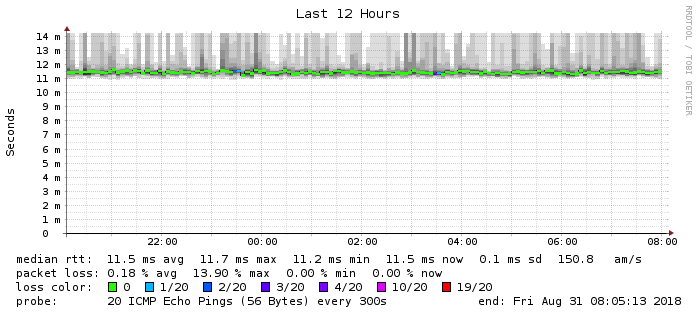 Last 12 Hours
RRDTOOL / TOBI OETIKER
Seconds
14 m
13 m
12 m
11 m
10 m
9 m
8 m
7 m
6 m
5 m
4 m
3 m
2 m
1 m
0
22:00 00:00 02:00 04:00 06:00 08:00
median rtt: 11.5 ms avg 11.7 ms max 11.2 ms min 11.5 ms now 0.1 ms sd 150.8 am/s
packet loss: 0.18 % avg 13.90 % max 0.00 % min 0.00 % now
loss color: 0 1/20 2/20 3/20 4/20 10/20 19/20
probe: 20 ICMP Echo Pings (56 Bytes) every 300s end: Fri Aug 31 08:05:13 2018